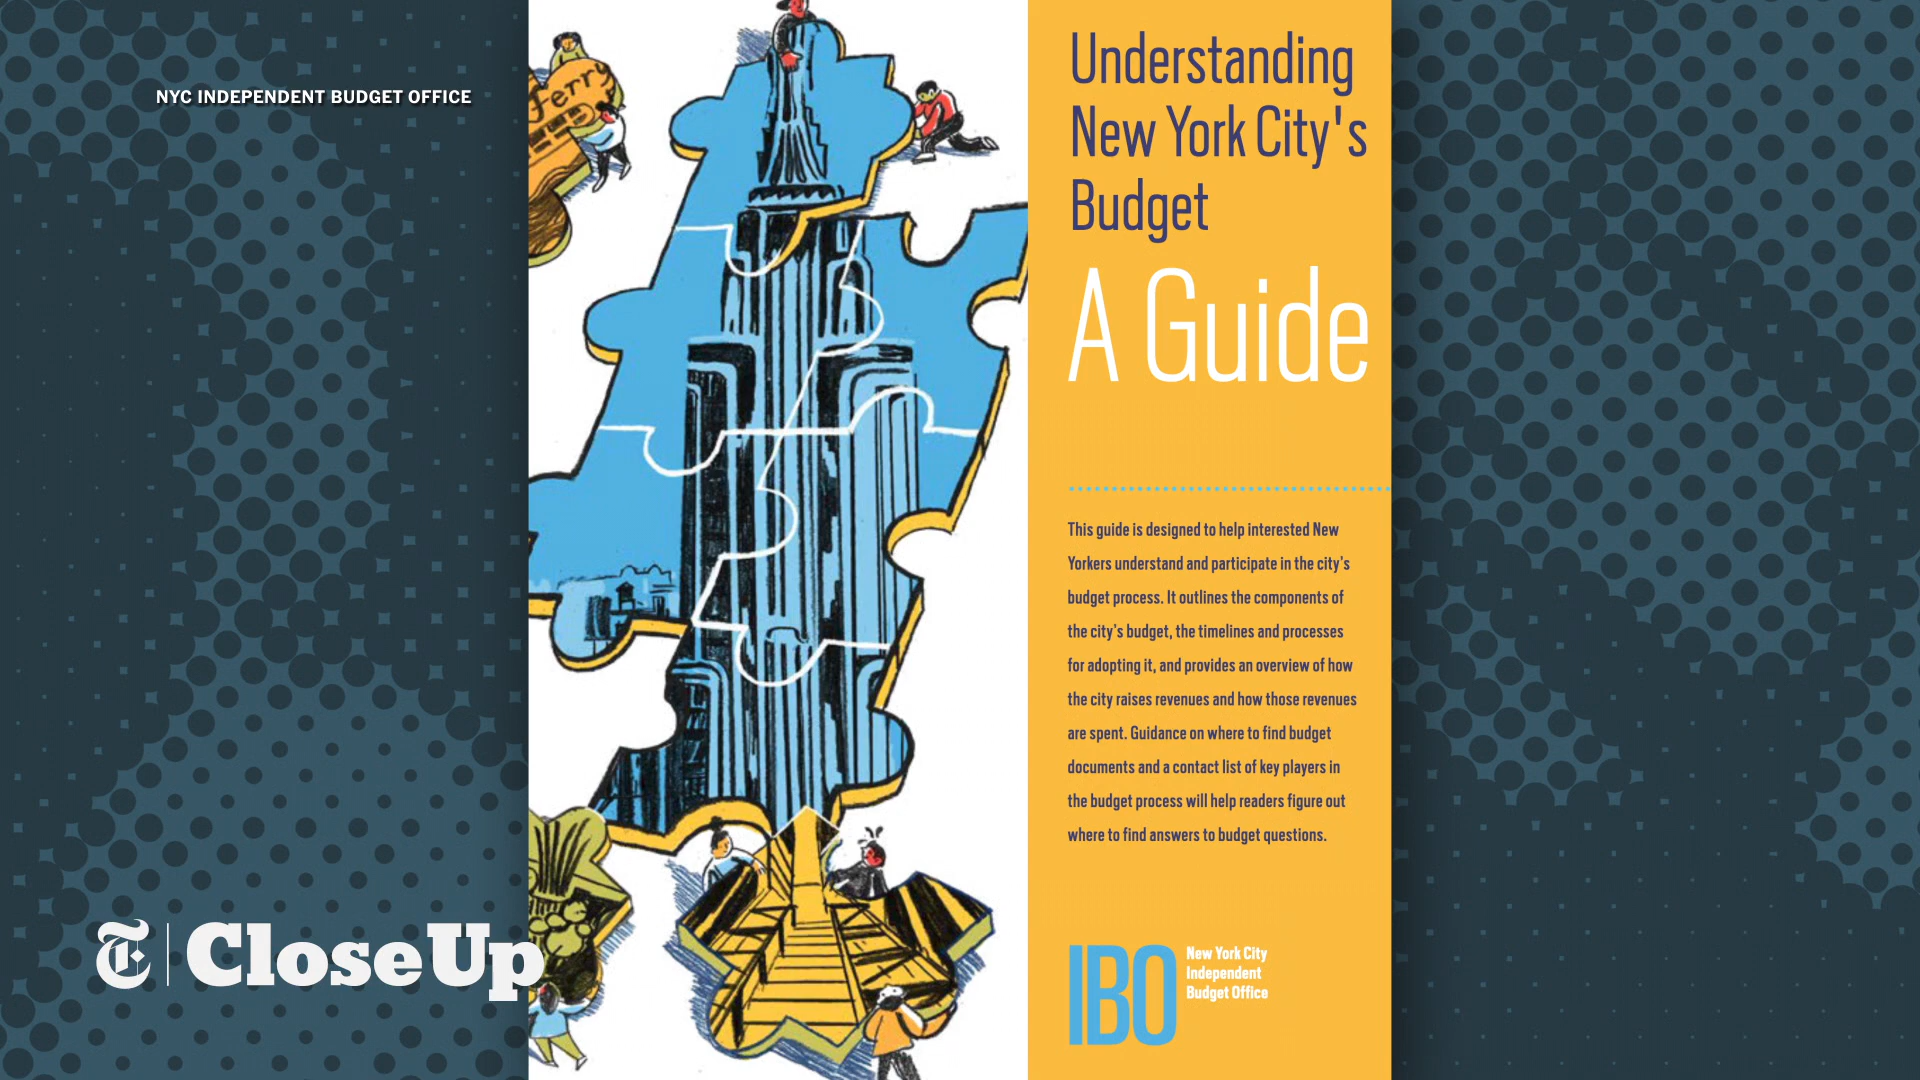 NYC INDEPENDENT BUDGET OFFICE
Ferry
Understanding
New York City's
Budget
A Guide
This guide is designed to help interested New
Yorkers understand and participate in the city's
budget process. It outlines the components of
the city's budget, the timelines and processes
for adopting it, and provides an overview of how
the city raises revenues and how those revenues
are spent. Guidance on where to find budget
documents and a contact list of key players in
the budget process will help readers figure out
where to find answers to budget questions.
IBO
New York City
Independent
Budget Office
T
CloseUp